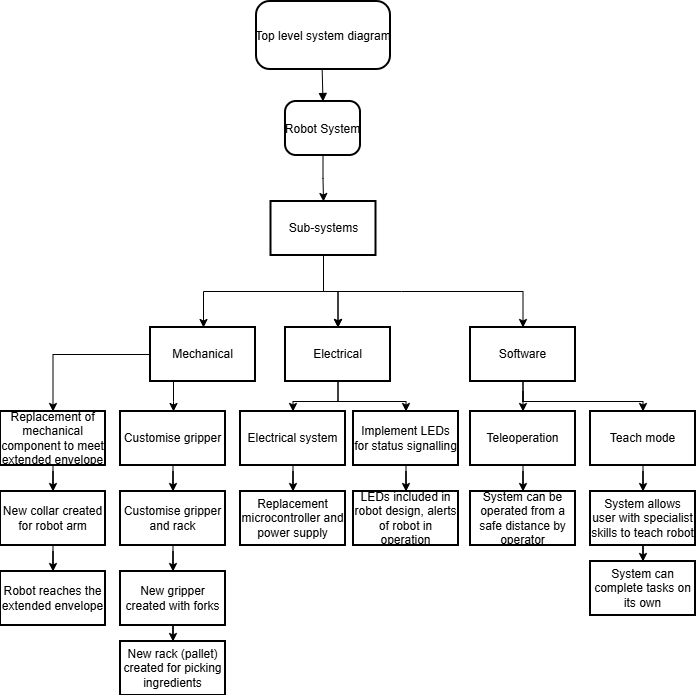 Top level system diagram
Robot System
Sub-systems
Mechanical
Electrical
Software
Replacement of
mechanical
component to meet
extended envelope
Customise gripper
Electrical system
Implement LEDs
for status signalling
Teleoperation
Teach mode
New collar created
for robot arm
Customise gripper
and rack
Replacement
microcontroller and
power supply
LEDs included in
robot design, alerts
of robot in
operation
System can be
operated from a
safe distance by
operator
System allows
user with specialist
skills to teach robot
Robot reaches the
extended envelope
New gripper
created with forks
System can
complete tasks on
its own
New rack (pallet)
created for picking
ingredients